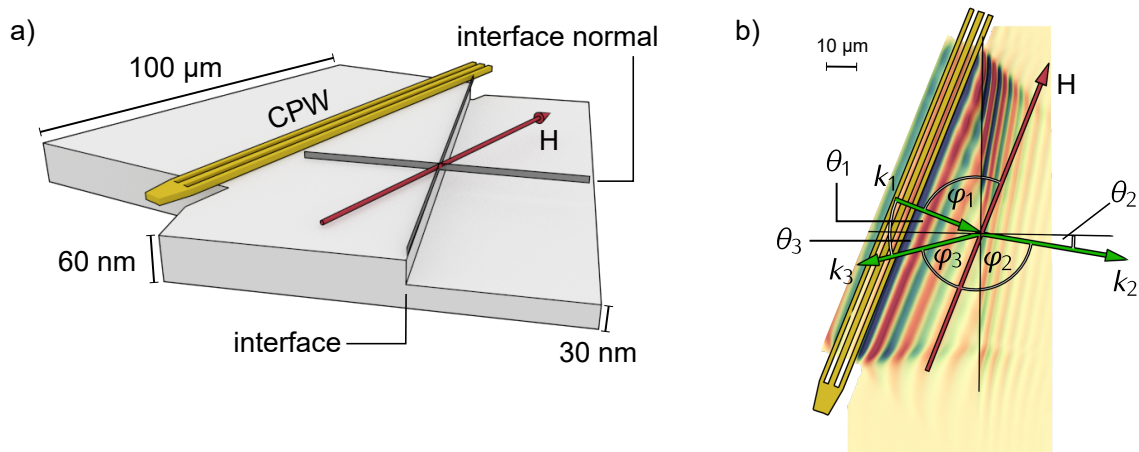 a)
interface normal
100 µm
CPW
H
60 nm
interface
30 nm
b)
10 µm
H
θ1
k1
φ1
θ2
θ3
k3
φ3
φ2
k2